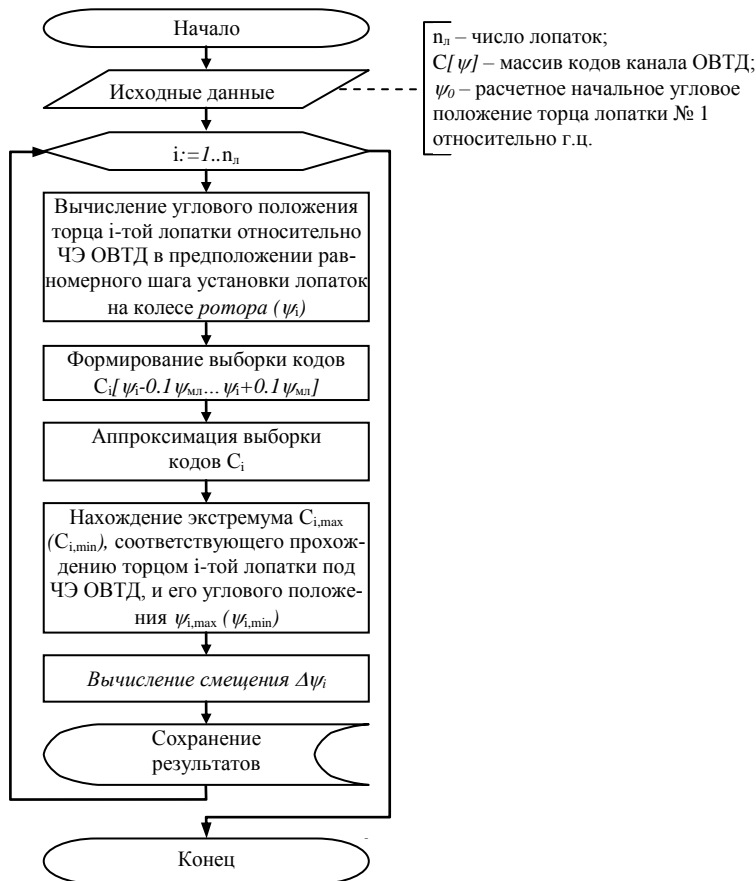 Начало
nл – число лопаток;
C[ψ] – массив кодов канала ОВТД;
ψ0 – расчетное начальное угловое
положение торца лопатки № 1
относительно г.ц.
Исходные данные
i:=1..nл
Вычисление углового положения
торца i-той лопатки относительно
ЧЭ ОВТД в предположении рав-
номерного шага установки лопаток
на колесе ротора (ψi)
Формирование выборки кодов
Ci[ψi-0.1ψмл... ψi+0.1ψмл]
Аппроксимация выборки
кодов Ci
Нахождение экстремума Ci,max
(Ci,min), соответствующего прохож-
дению торцом i-той лопатки под
ЧЭ ОВТД, и его углового положе-
ния ψi,max (ψi,min)
Вычисление смещения Δψi
Сохранение
результатов
Конец